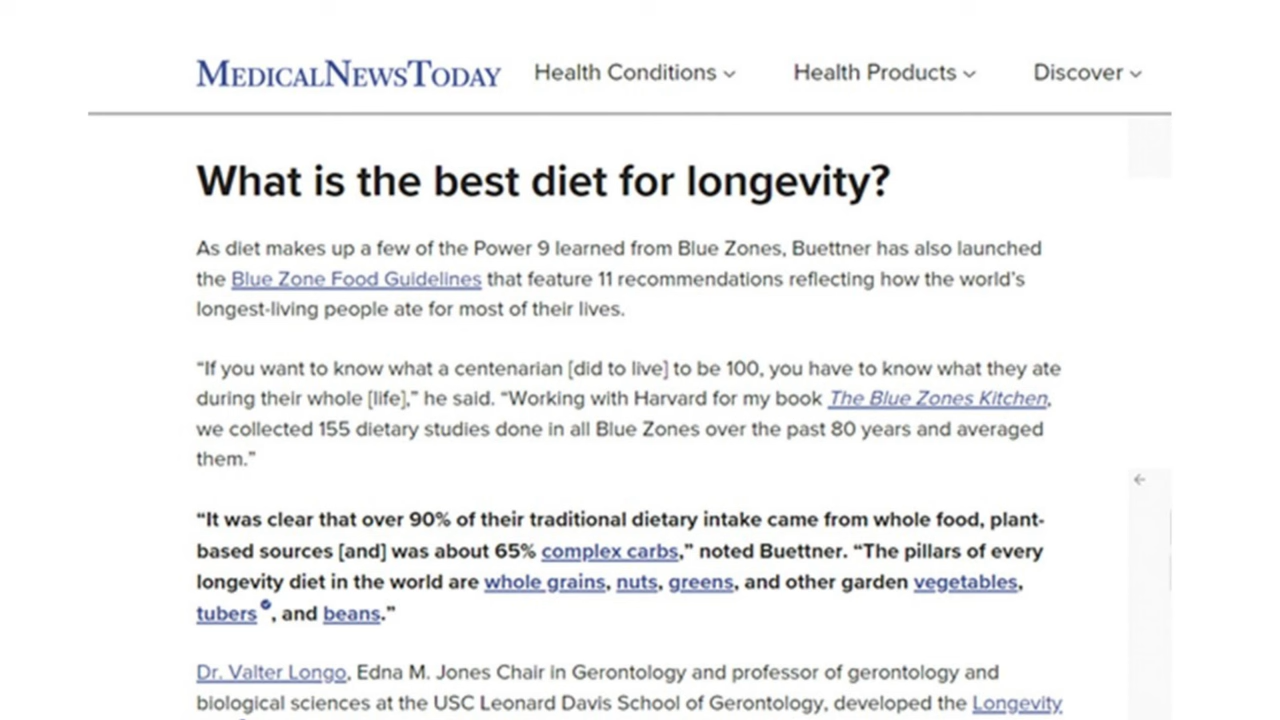 MEDICALNEWSTODAY Health Conditions Health Products Discover
What is the best diet for longevity?
As diet makes up a few of the Power 9 learned from Blue Zones, Buettner has also launched
the Blue Zone Food Guidelines that feature 11 recommendations reflecting how the world's
longest-living people ate for most of their lives.
“If you want to know what a centenarian [did to live] to be 100, you have to know what they ate
during their whole [life],” he said. “Working with Harvard for my book The Blue Zones Kitchen,
we collected 155 dietary studies done in all Blue Zones over the past 80 years and averaged
them.”
“It was clear that over 90% of their traditional dietary intake came from whole food, plant-
based sources [and] was about 65% complex carbs,” noted Buettner. “The pillars of every
longevity diet in the world are whole grains, nuts, greens, and other garden vegetables,
tubers, and beans.”
Dr. Valter Longo, Edna M. Jones Chair in Gerontology and professor of gerontology and
biological sciences at the USC Leonard Davis School of Gerontology, developed the Longevity